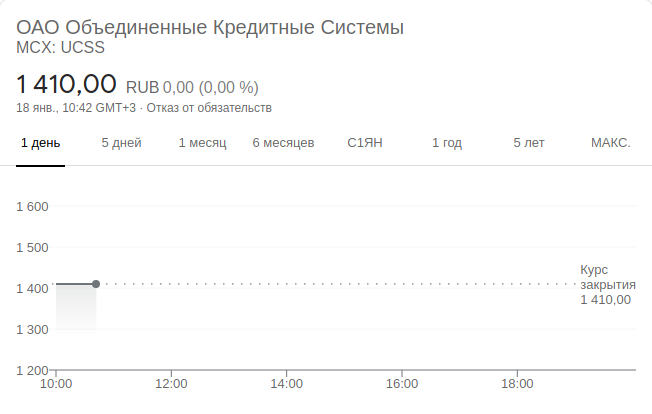 ОАО Объединенные Кредитные Системы
MCX: UCSS
1 410,00 RUB 0,00 (0,00 %)
18 янв., 10:42 GMT+3 · Отказ от обязательств
1 день 5 дней 1 месяц 6 месяцев С1ЯН 1 год 5 лет МАКС.
1 600
1 500
Курс
закрытия
1 410,00
1 400
1 300
1 200
10:00 12:00 14:00 16:00 18:00